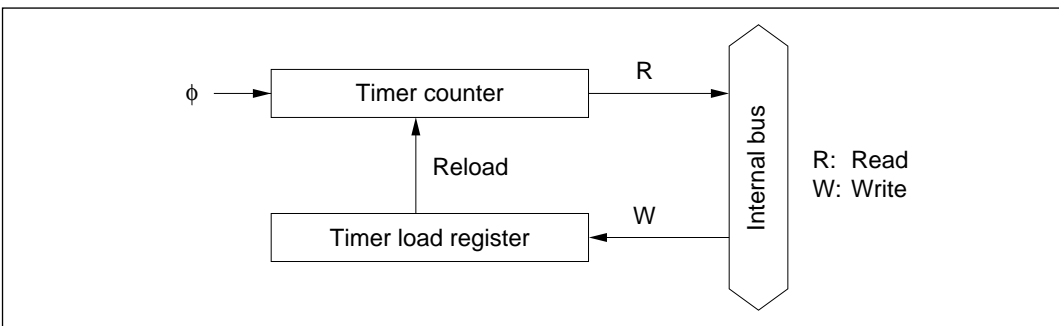 R
ϕ
Timer counter
Reload
W
Timer load register
Internal bus
R: Read
W: Write